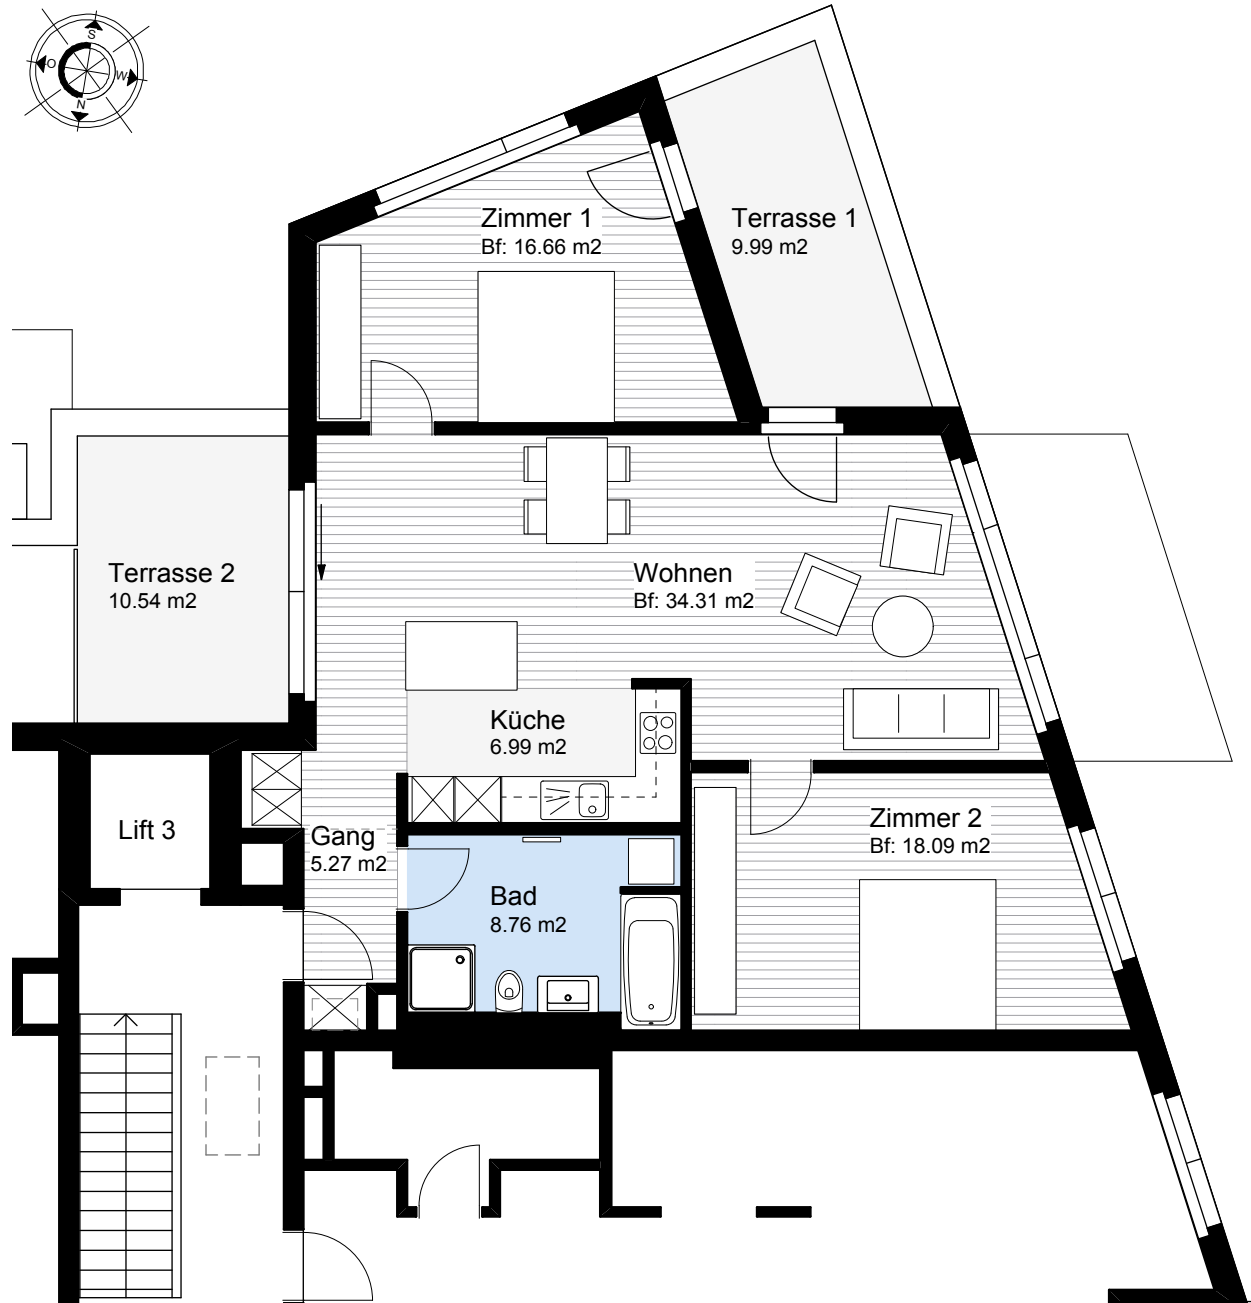 S
O
W
N
Zimmer 1
Bf: 16.66 m2
Terrasse 1
9.99 m2
Terrasse 2
10.54 m2
Wohnen
Bf: 34.31 m2
Küche
6.99 m2
Lift 3
Gang
5.27 m2
Zimmer 2
Bf: 18.09 m2
Bad
8.76 m2